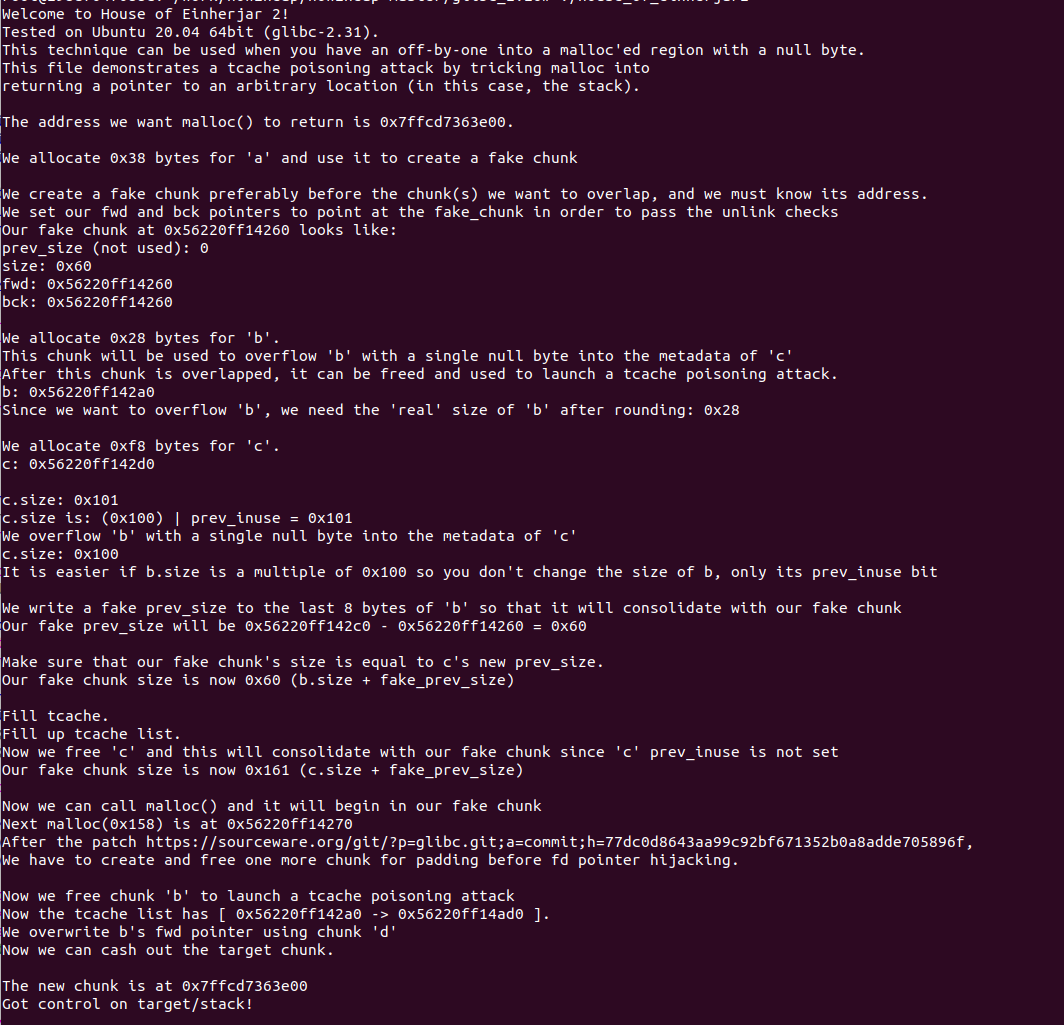 Welcome to House of Einherjar 2!
Tested on Ubuntu 20.04 64bit (glibc-2.31).
This technique can be used when you have an off-by-one into a malloc'ed region with a null byte.
This file demonstrates a tcache poisoning attack by tricking malloc into
returning a pointer to an arbitrary location (in this case, the stack).
The address we want malloc() to return is 0x7ffcd7363e00.
We allocate 0x38 bytes for 'a' and use it to create a fake chunk
We create a fake chunk preferably before the chunk(s) we want to overlap, and we must know its address.
We set our fwd and bck pointers to point at the fake_chunk in order to pass the unlink checks
Our fake chunk at 0x56220ff14260 looks like:
prev_size (not used): 0
size: 0x60
fwd: 0x56220ff14260
bck: 0x56220ff14260
We allocate 0x28 bytes for 'b'.
This chunk will be used to overflow 'b' with a single null byte into the metadata of 'c'
After this chunk is overlapped, it can be freed and used to launch a tcache poisoning attack.
b: 0x56220ff142a0
Since we want to overflow 'b', we need the 'real' size of 'b' after rounding: 0x28
We allocate 0xf8 bytes for 'c'.
c: 0x56220ff142d0
c.size: 0x101
c.size is: (0x100) | prev_inuse = 0x101
We overflow 'b' with a single null byte into the metadata of 'c'
c.size: 0x100
It is easier if b.size is a multiple of 0x100 so you don't change the size of b, only its prev_inuse bit
We write a fake prev_size to the last 8 bytes of 'b' so that it will consolidate with our fake chunk
Our fake prev_size will be 0x56220ff142c0 - 0x56220ff14260 = 0x60
Make sure that our fake chunk's size is equal to c's new prev_size.
Our fake chunk size is now 0x60 (b.size + fake_prev_size)
Fill tcache.
Fill up tcache list.
Now we free 'c' and this will consolidate with our fake chunk since 'c' prev_inuse is not set
Our fake chunk size is now 0x161 (c.size + fake_prev_size)
Now we can call malloc() and it will begin in our fake chunk
Next malloc(0x158) is at 0x56220ff14270
After the patch https://sourceware.org/git/?p=glibc.git;a=commit;h=77dc0d8643aa99c92bf671352b0a8adde705896f,
We have to create and free one more chunk for padding before fd pointer hijacking.
Now we free chunk 'b' to launch a tcache poisoning attack
Now the tcache list has [ 0x56220ff142a0 -> 0x56220ff14ad0 ].
We overwrite b's fwd pointer using chunk 'd'
Now we can cash out the target chunk.
The new chunk is at 0x7ffcd7363e00
Got control on target/stack!